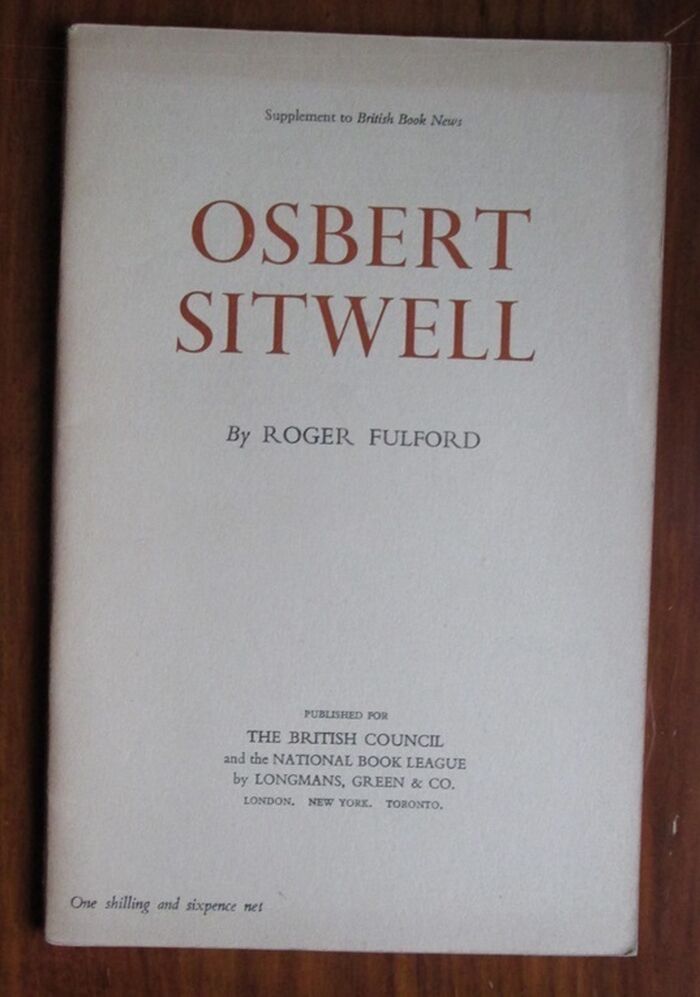 Supplement to British Book News
OSBERT
SITWELL
By ROGER FULFORD
PUBLISHED FOR
THE BRITISH COUNCIL
and the NATIONAL BOOK LEAGUE
by LONGMANS, GREEN & CO.
LONDON. NEW YORK. TORONTO.
One shilling and sixpence net